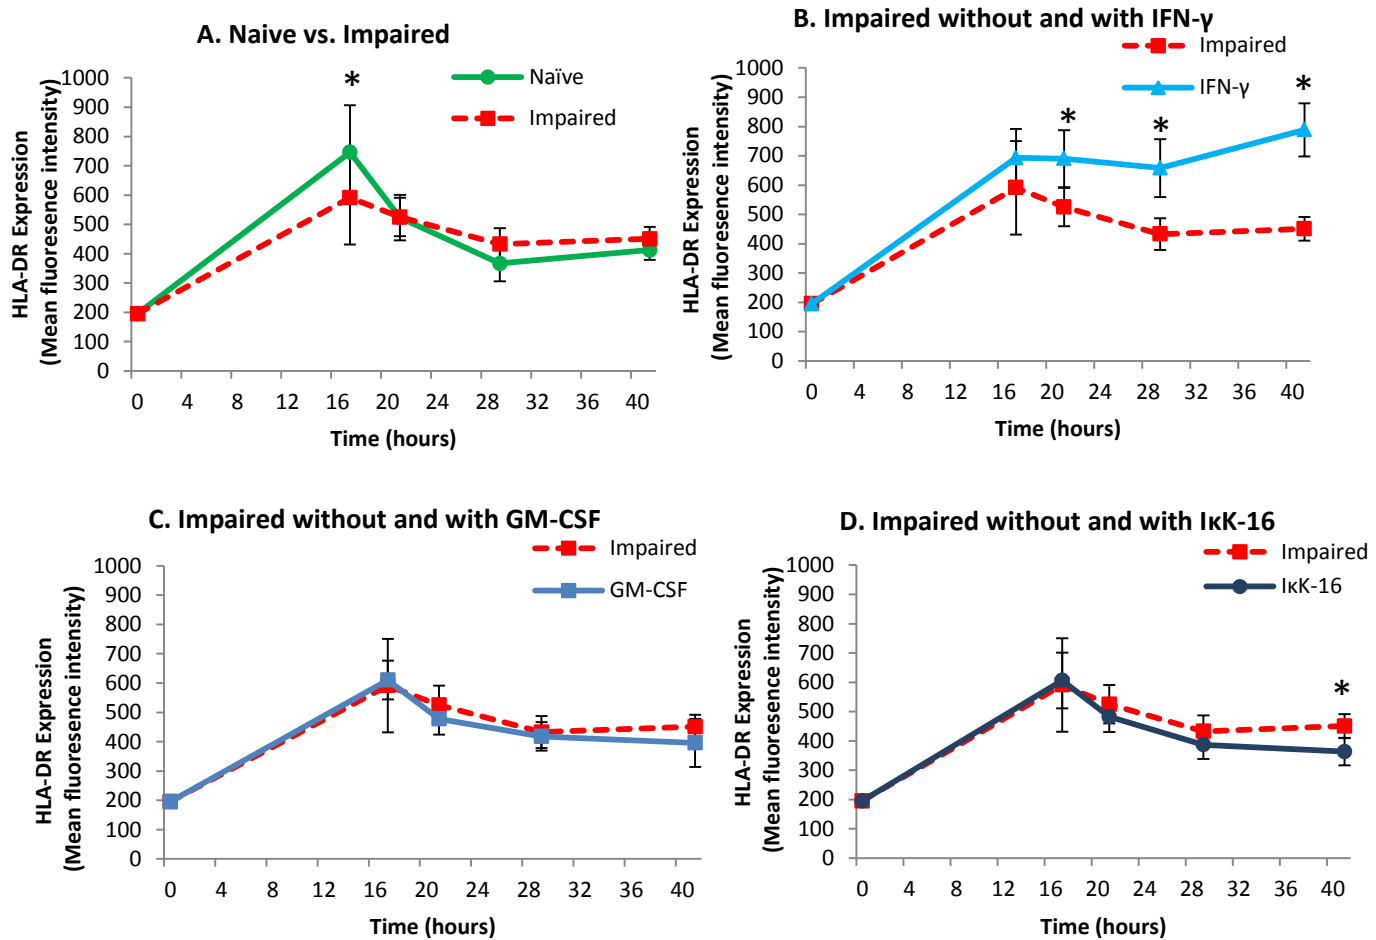 A. Naive vs. Impaired
*
Naïve
Impaired
HLA-DR Expression
(Mean fluorescence intensity)
1000
900
800
700
600
500
400
300
200
100
0
0 4 8 12 16 20 24 28 32 36 40
Time (hours)
B. Impaired without and with IFN-γ
Impaired
IFN-γ
* * *
HLA-DR Expression
(Mean fluorescence intensity)
1000
900
800
700
600
500
400
300
200
100
0
0 4 8 12 16 20 24 28 32 36 40
Time (hours)
C. Impaired without and with GM-CSF
Impaired
GM-CSF
HLA-DR Expression
(Mean fluorescence intensity)
1000
900
800
700
600
500
400
300
200
100
0
0 4 8 12 16 20 24 28 32 36 40
Time (hours)
D. Impaired without and with IκK-16
Impaired
IκK-16
*
HLA-DR Expression
(Mean fluorescence intensity)
1000
900
800
700
600
500
400
300
200
100
0
0 4 8 12 16 20 24 28 32 36 40
Time (hours)